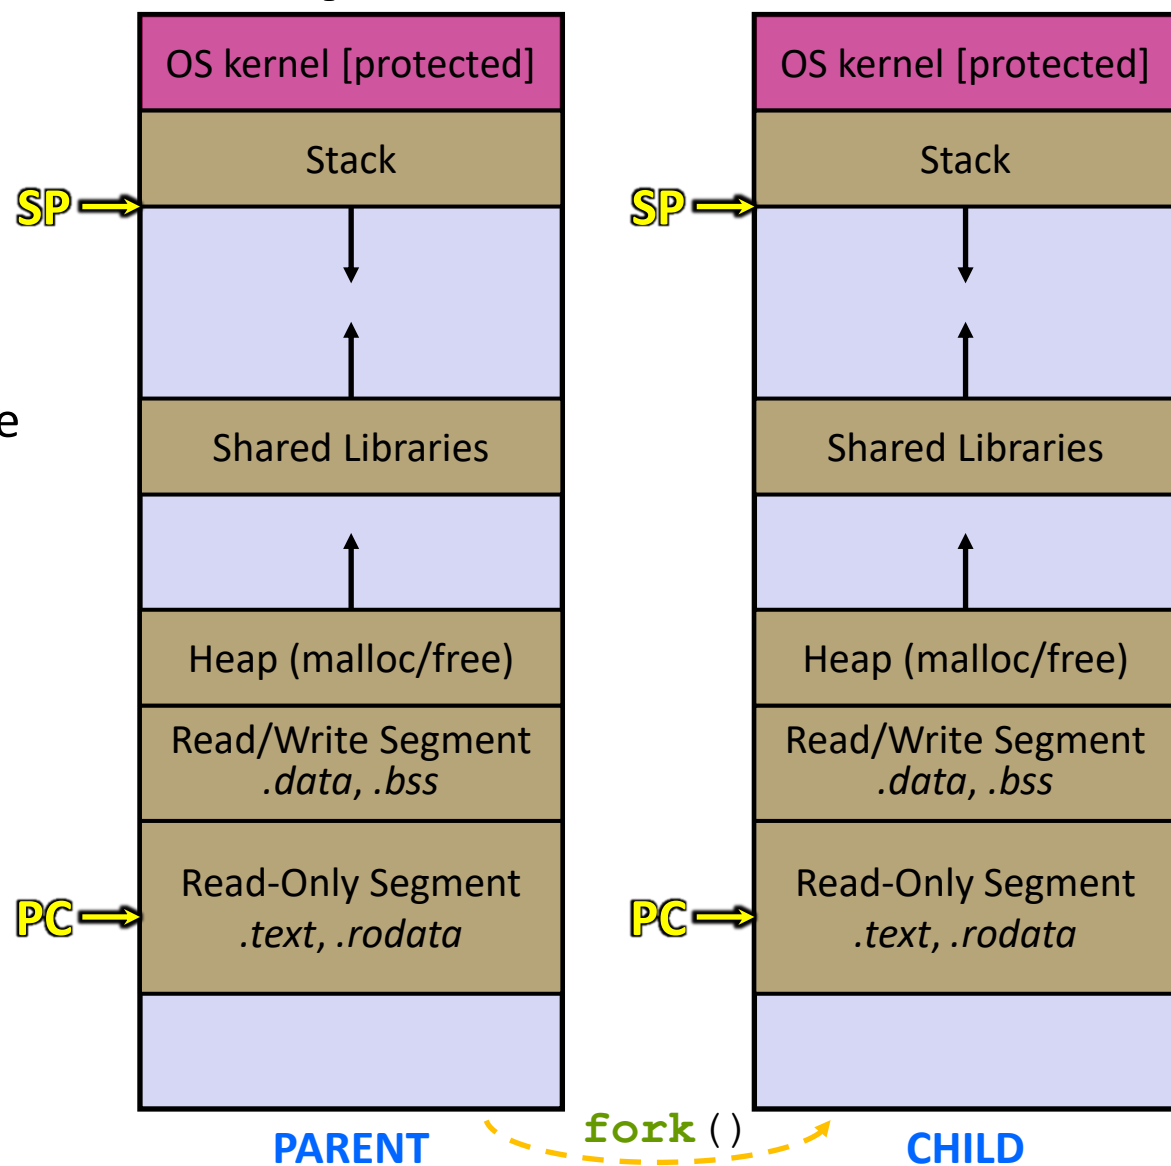 OS kernel [protected]
Stack
SP
e
Shared Libraries
Heap (malloc/free)
Read/Write Segment
.data, .bss
Read-Only Segment
PC
.text, .rodata
PARENT
fork()
OS kernel [protected]
Stack
SP
Shared Libraries
Heap (malloc/free)
Read/Write Segment
.data, .bss
Read-Only Segment
PC
.text, .rodata
CHILD